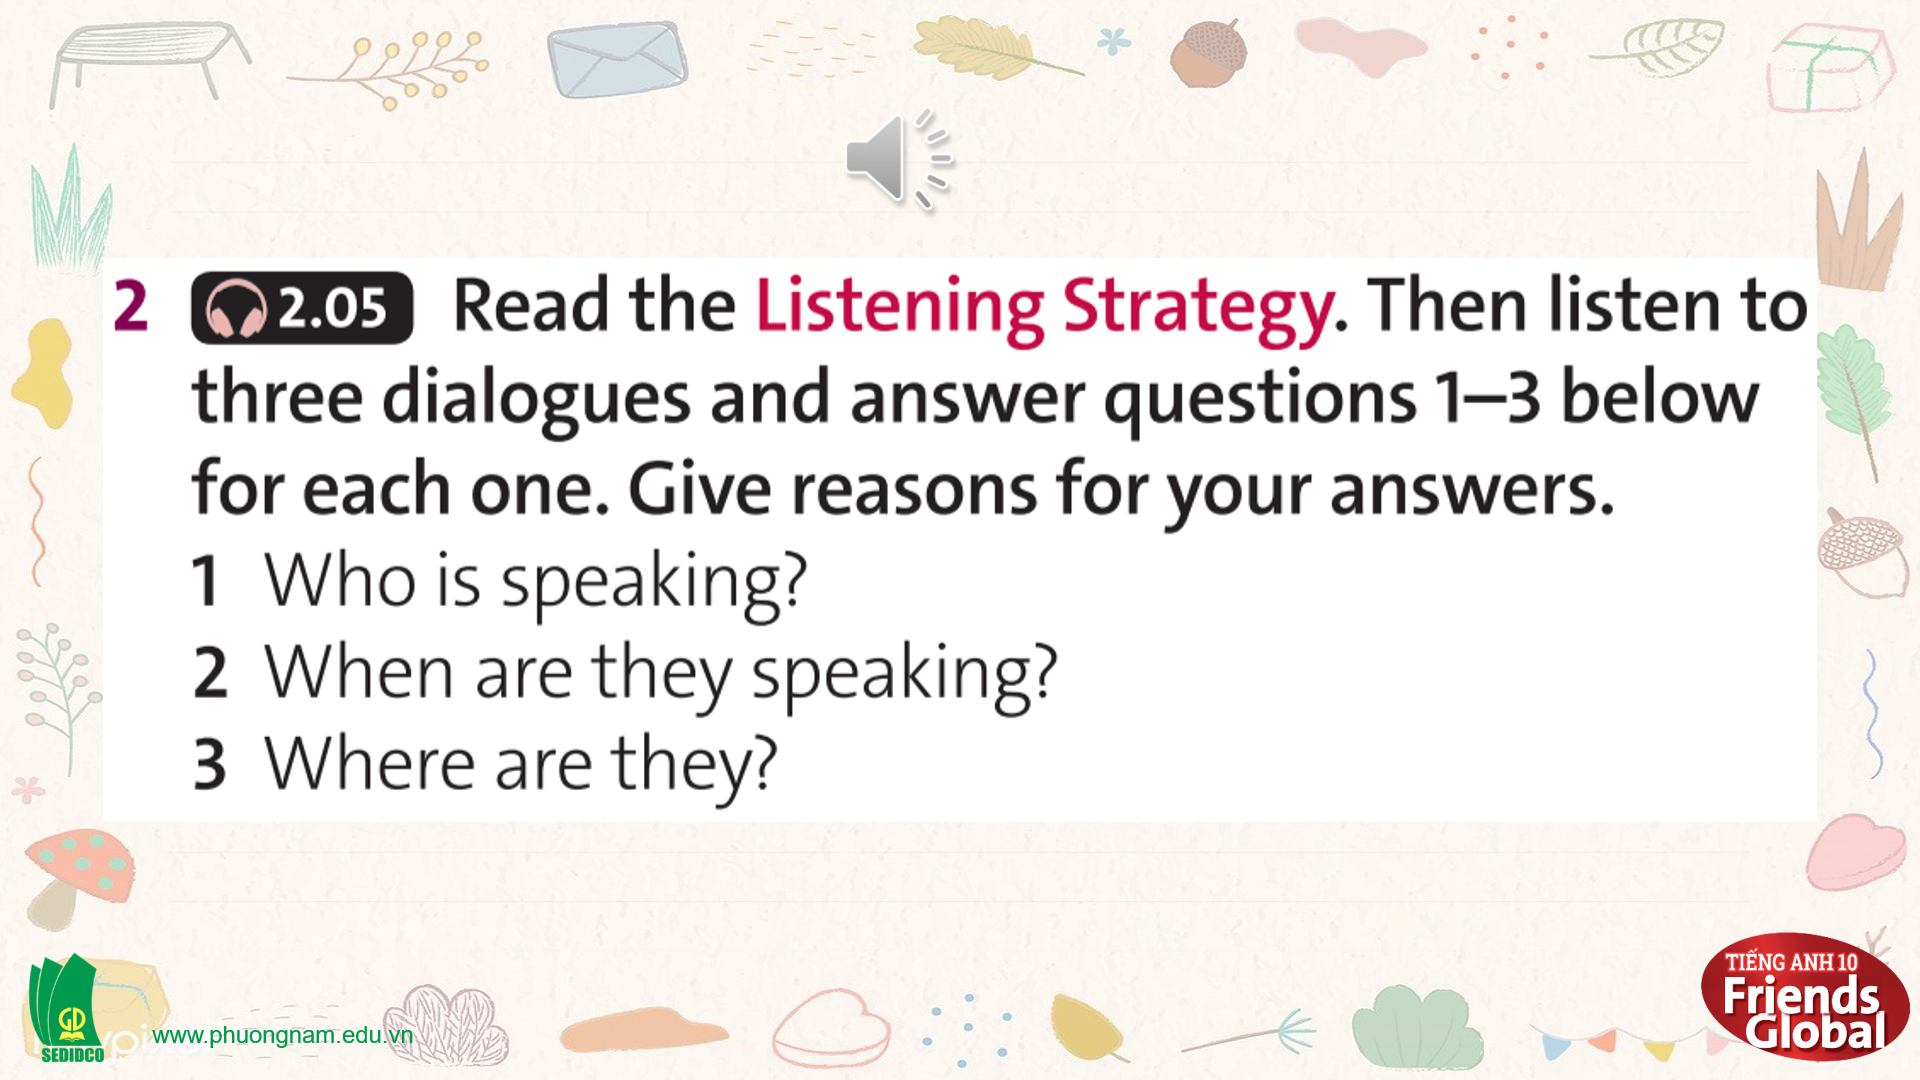 2 2.05 Read the Listening Strategy. Then listen to
three dialogues and answer questions 1–3 below
for each one. Give reasons for your answers.
1 Who is speaking?
2 When are they speaking?
3 Where are they?
GD
SEDIDCO
www.phuongnam.edu.vn
TIẾNG ANH 10
Friends
Global